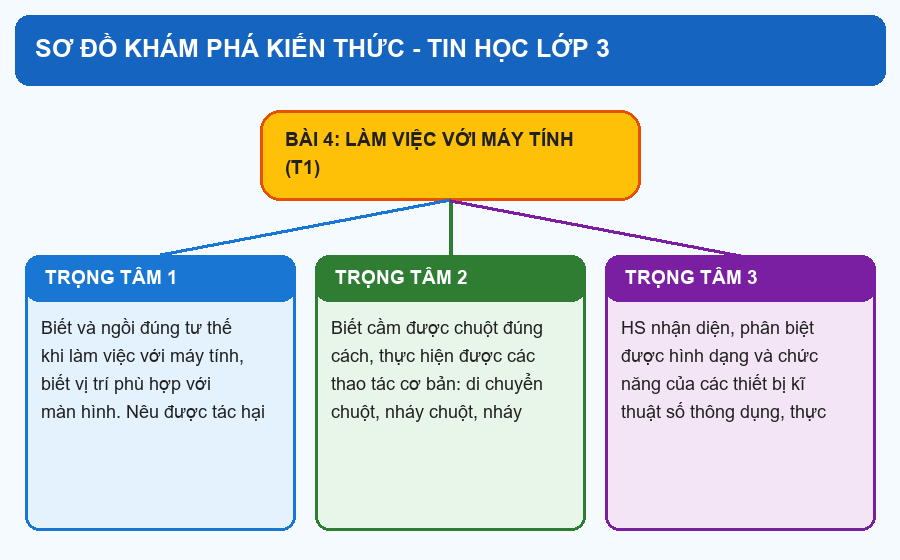 SƠ ĐỒ KHÁM PHÁ KIẾN THỨC - TIN HỌC LỚP 3
BÀI 4: LÀM VIỆC VỚI MÁY TÍNH
(T1)
TRỌNG TÂM 1
Biết và ngồi đúng tư thế
khi làm việc với máy tính,
biết vị trí phù hợp với
màn hình. Nêu được tác hại
TRỌNG TÂM 2
Biết cầm được chuột đúng
cách, thực hiện được các
thao tác cơ bản: di chuyển
chuột, nháy chuột, nháy
TRỌNG TÂM 3
HS nhận diện, phân biệt
được hình dạng và chức
năng của các thiết bị kĩ
thuật số thông dụng, thực